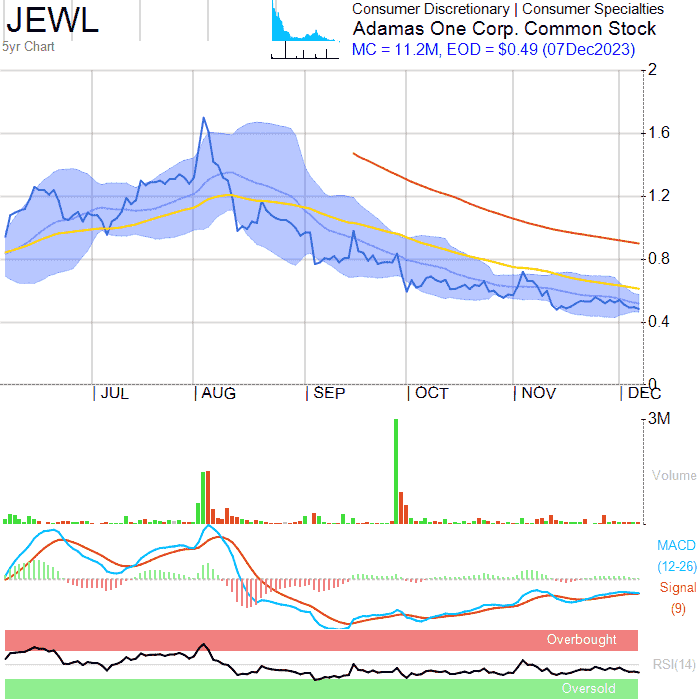 JEWL
5yr Chart
Consumer Discretionary | Consumer Specialties
Adamas One Corp. Common Stock
MC = 11.2M, EOD = $0.49 (07Dec2023)
2
1.6
1.2
0.8
0.4
0
JUL AUG SEP OCT NOV DEC
3M
Volume
MACD
(12-26)
Signal
(9)
Overbought
RSI(14)
Oversold